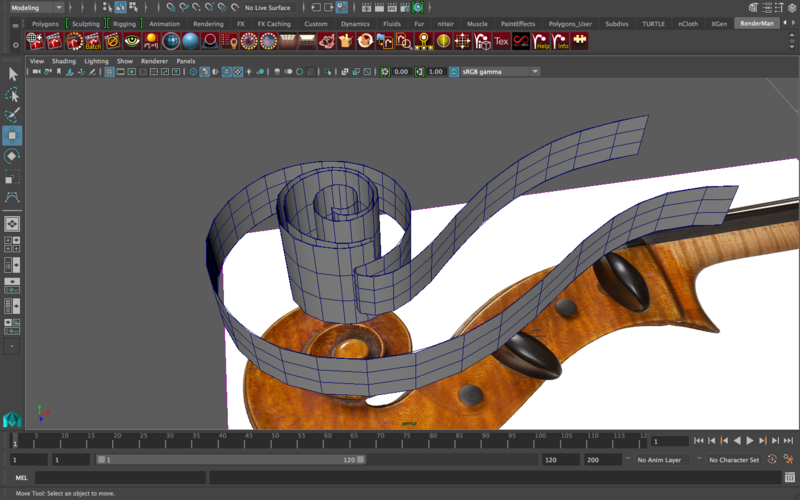 Modeling No Live Surface
Polygons Sculpting Rigging Animation Rendering FX FX Caching Custom Dynamics Fluids Fur nHair Muscle PaintEffects Polygons_User Subdivs TURTLE nCloth XGen RenderMan
Batch Tex Help Info
View Shading Lighting Show Renderer Panels
0.00 1.00 sRGB gamma
5 10 15 20 25 30 35 40 45 50 55 60 65 70 75 80 85 90 95 100 105 110 115 12 1
1 1 1 120 120 200 No Anim Layer No Character Set
MEL
Move Tool: Select an object to move.